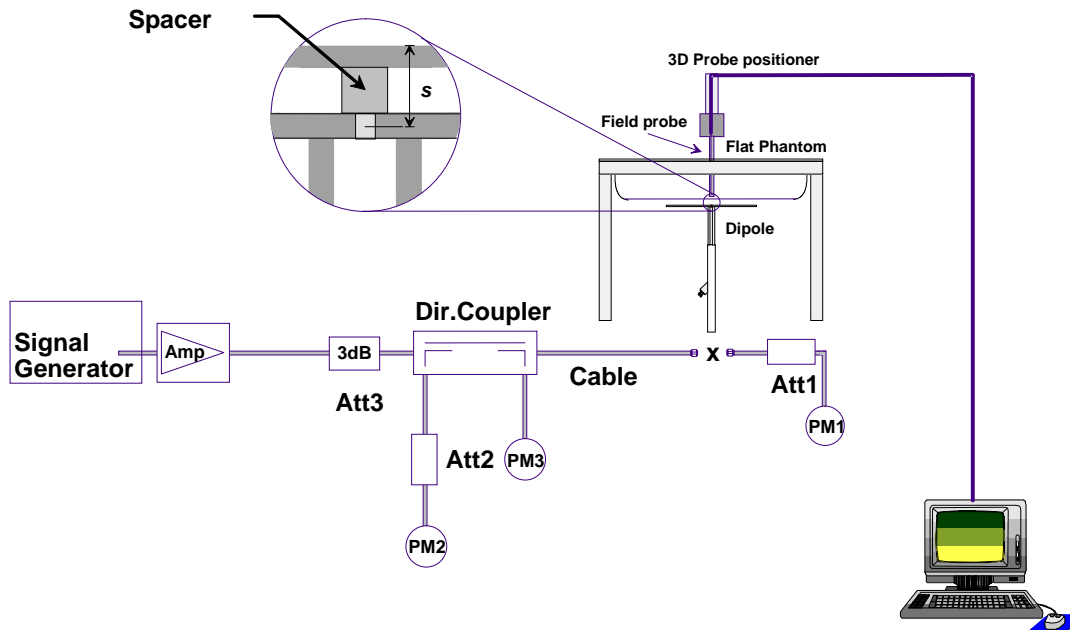 Spacer
s
3D Probe positioner
Field probe
Flat Phantom
Dipole
Signal
Generator
Amp
3dB
Att3
Dir.Coupler
Cable
x
Att1
PM1
Att2
PM3
PM2